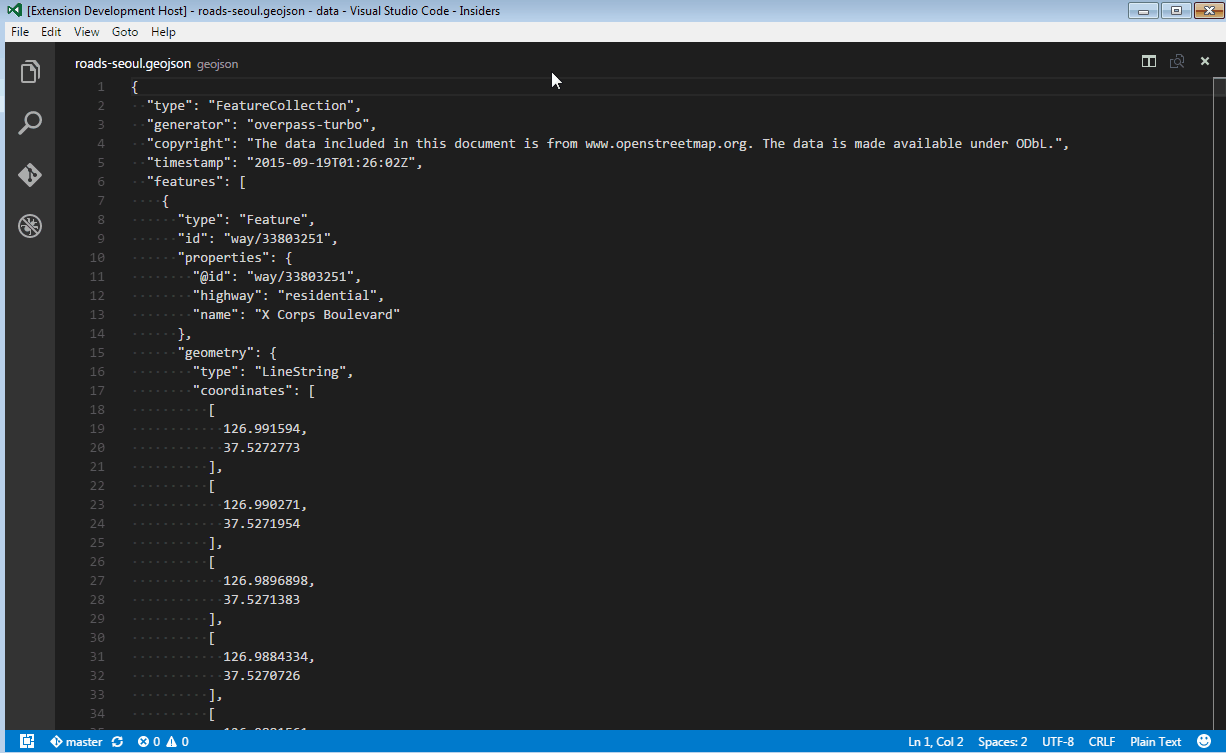 [Extension Development Host] - roads-seoul.geojson - data - Visual Studio Code - Insiders
File Edit View Goto Help
roads-seoul.geojson geojson
1 {
2 "type": "FeatureCollection",
3 "generator": "overpass-turbo",
4 "copyright": "The data included in this document is from www.openstreetmap.org. The data is made available under ODbL.",
5 "timestamp": "2015-09-19T01:26:02Z",
6 "features": [
7 {
8 "type": "Feature",
9 "id": "way/33803251",
10 "properties": {
11 "@id": "way/33803251",
12 "highway": "residential",
13 "name": "X Corps Boulevard"
14 },
15 "geometry": {
16 "type": "LineString",
17 "coordinates": [
18 [
19 126.991594,
20 37.5272773
21 ],
22 [
23 126.990271,
24 37.5271954
25 ],
26 [
27 126.9896898,
28 37.5271383
29 ],
30 [
31 126.9884334,
32 37.5270726
33 ],
34 [
master 0 0 Ln 1, Col 2 Spaces: 2 UTF-8 CRLF Plain Text